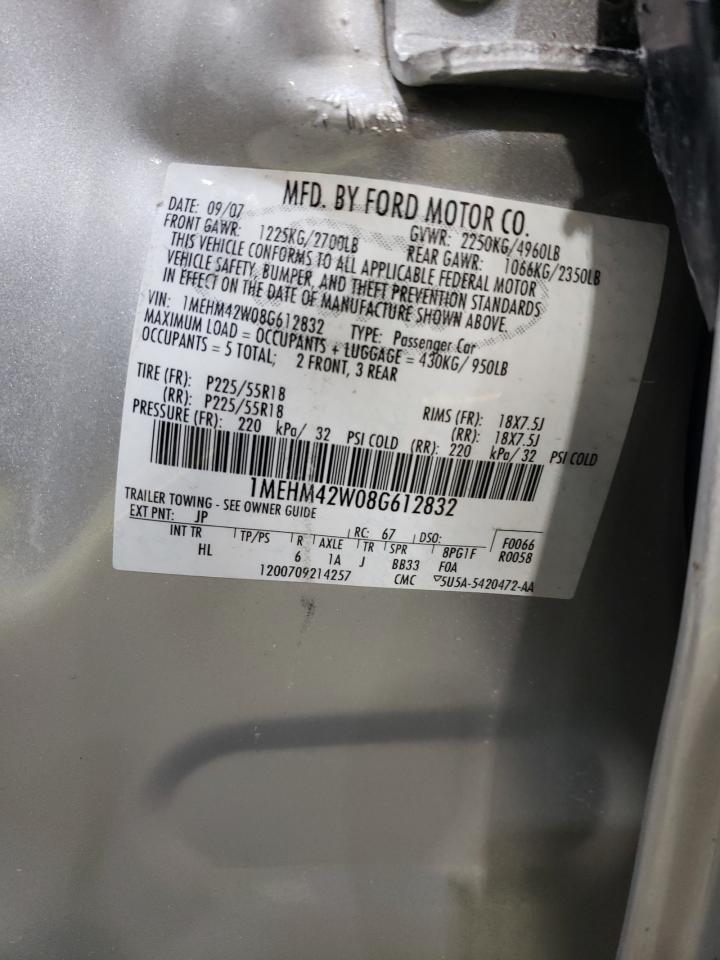 MFD. BY FORD MOTOR CO.
DATE: 09/07 GVWR: 2250KG/4960LB
FRONT GAWR: 1225KG/2700LB REAR GAWR: 1066KG/2350LB
THIS VEHICLE CONFORMS TO ALL APPLICABLE FEDERAL MOTOR
VEHICLE SAFETY, BUMPER, AND THEFT PREVENTION STANDARDS
IN EFFECT ON THE DATE OF MANUFACTURE SHOWN ABOVE.
VIN: 1MEHM42W08G612832 TYPE: Passenger Car
MAXIMUM LOAD = OCCUPANTS + LUGGAGE = 430KG/ 950LB
OCCUPANTS = 5 TOTAL; 2 FRONT, 3 REAR
TIRE (FR): P225/55R18 RIMS (FR): 18X7.5J
(RR): P225/55R18 (RR): 18X7.5J
PRESSURE (FR): 220 kPa/ 32 PSI COLD (RR): 220 kPa/ 32 PSI COLD
1MEHM42W08G612832
TRAILER TOWING - SEE OWNER GUIDE
EXT PNT: JP RC: 67 DSO: F0066
INT TR TP/PS R AXLE TR SPR 8PG1F R0058
HL 6 1A J BB33 F0A
1200709214257 CMC ▽5U5A-5420472-AA